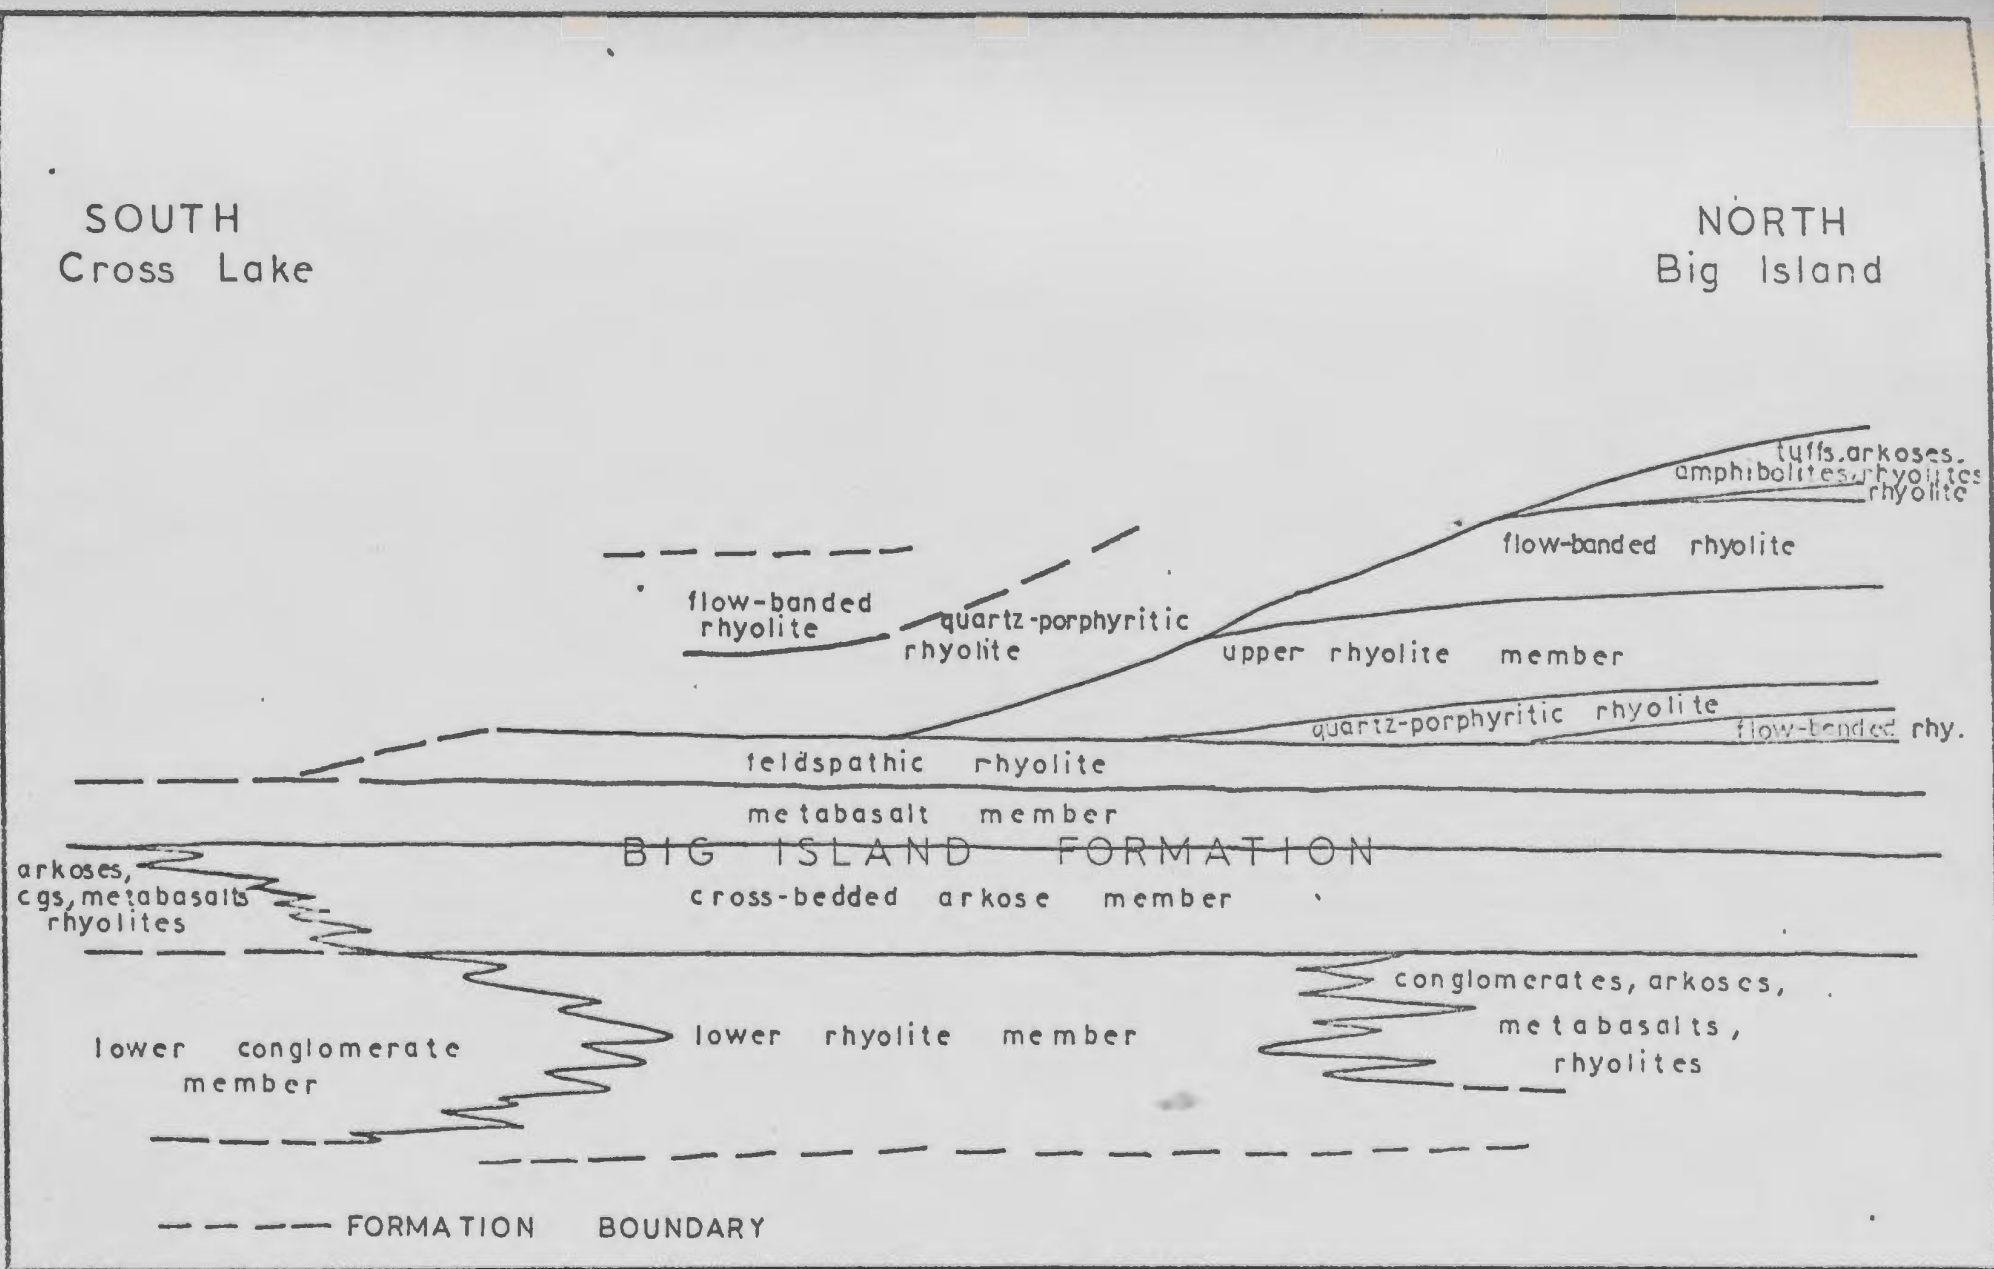 SOUTH
Cross Lake
NORTH
Big Island
tuffs.arkoses.
amphibolites,rhyolites
rhyolite
flow-banded rhyolite
flow-banded
rhyolite
quartz-porphyritic
rhyolite
upper rhyolite member
quartz-porphyritic rhyolite
flow-banded rhy.
feldspathic rhyolite
metabasalt member
BIG ISLAND FORMATION
arkoses,
cgs,metabasalts
rhyolites
cross-bedded arkose member
conglomerates, arkoses,
metabasalts,
rhyolites
lower conglomerate
member
lower rhyolite member
FORMATION BOUNDARY